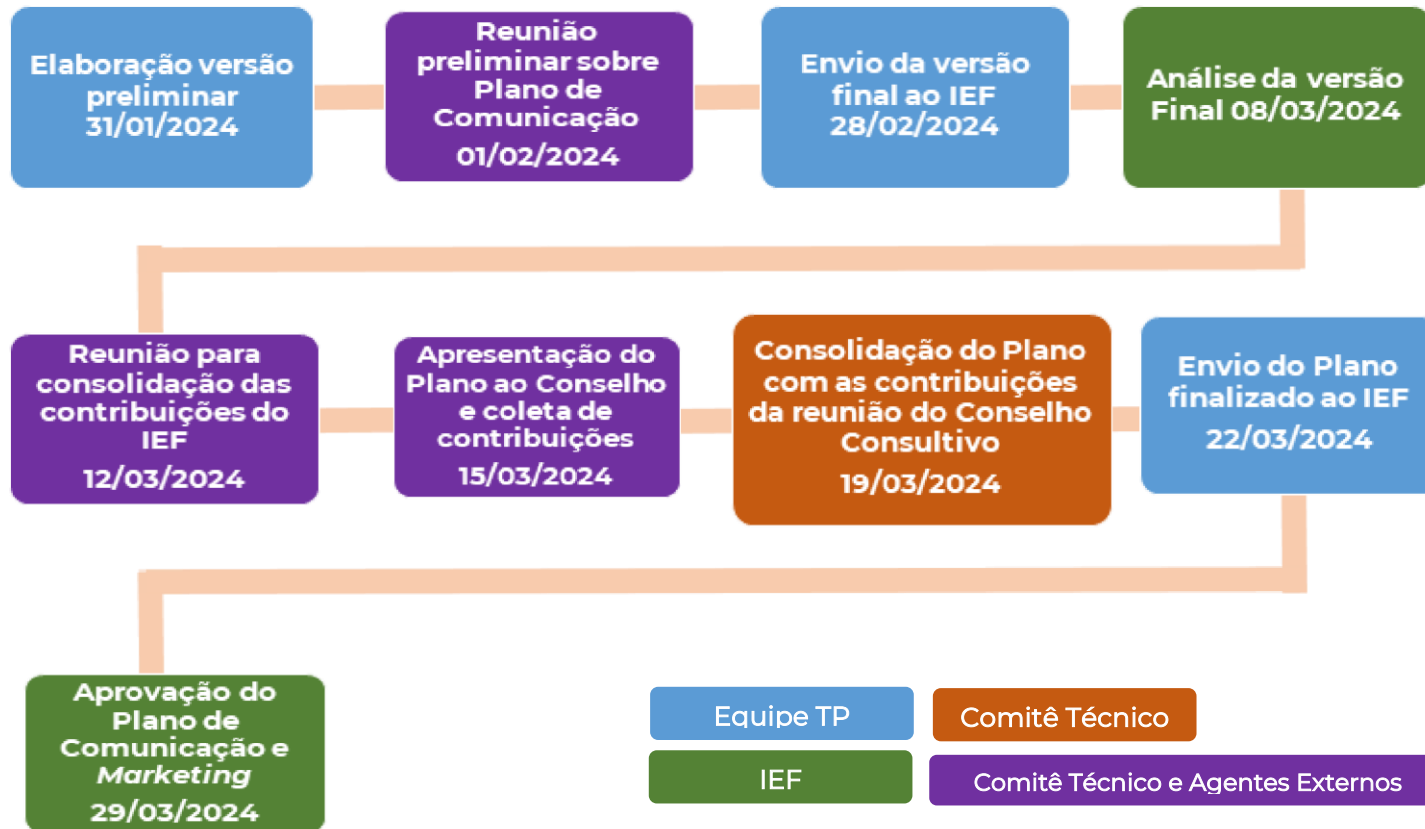 Elaboração versão
preliminar
31/01/2024
Reunião
preliminar sobre
Plano de
Comunicação
01/02/2024
Envio da versão
final ao IEF
28/02/2024
Análise da versão
Final 08/03/2024
Reunião para
consolidação das
contribuições do
IEF
12/03/2024
Apresentação do
Plano ao Conselho
e coleta de
contribuições
15/03/2024
Consolidação do Plano
com as contribuições
da reunião do Conselho
Consultivo
19/03/2024
Envio do Plano
finalizado ao IEF
22/03/2024
Aprovação do
Plano de
Comunicação e
Marketing
29/03/2024
Equipe TP
Comitê Técnico
IEF
Comitê Técnico e Agentes Externos